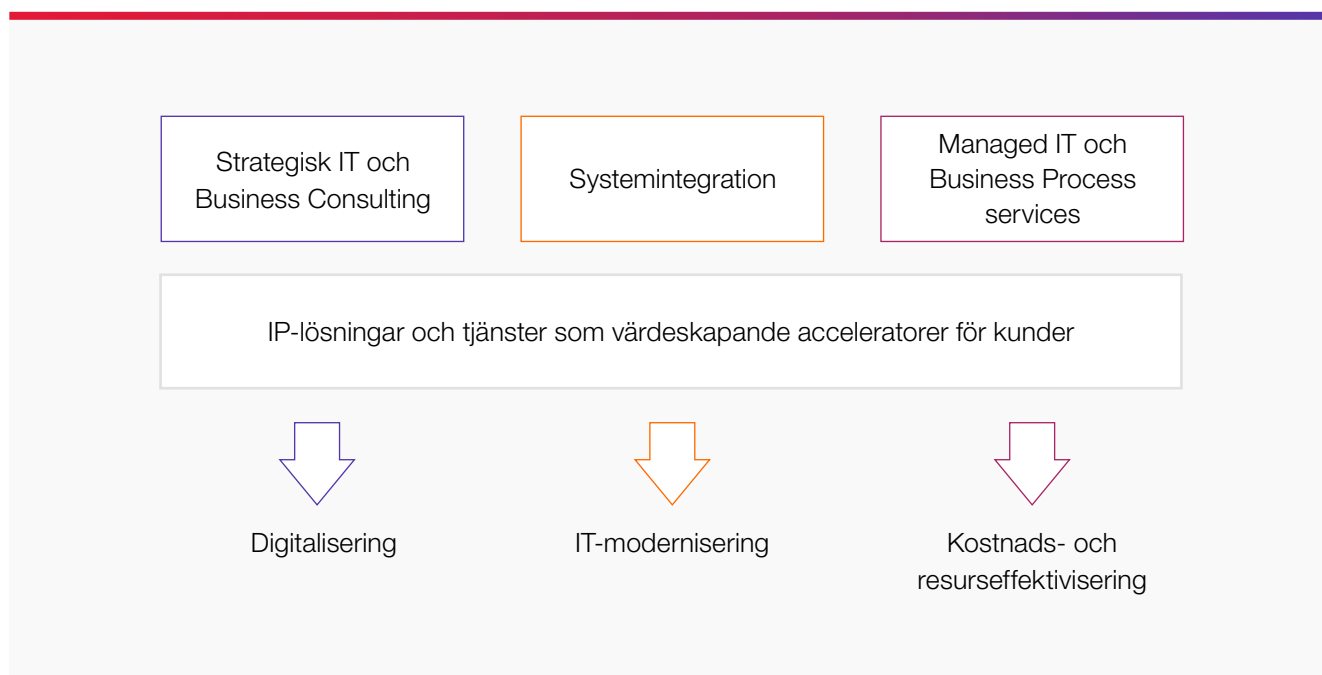 Strategisk IT och
Business Consulting
Systemintegration
Managed IT och
Business Process
services
IP-lösningar och tjänster som värdeskapande acceleratorer för kunder
Digitalisering
IT-modernisering
Kostnads- och
resurseffektivisering